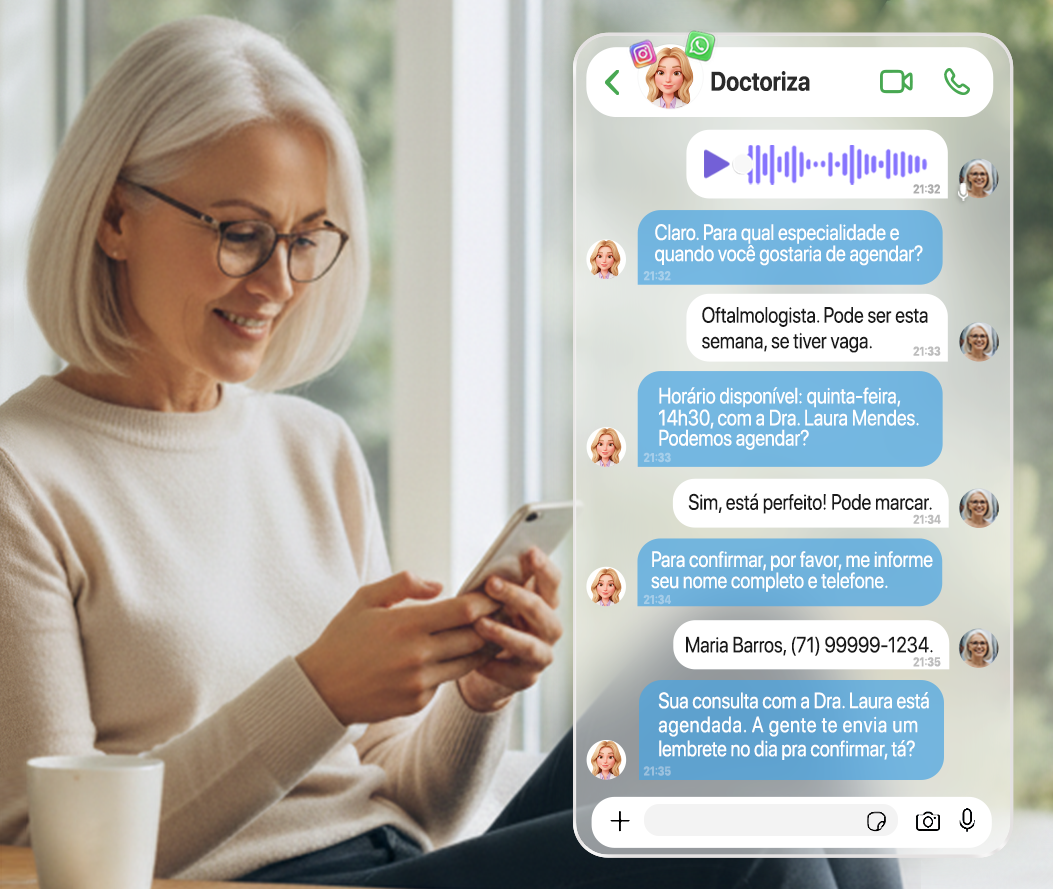 Doctoriza
21:32
Claro. Para qual especialidade e
quando você gostaria de agendar?
21:32
Oftalmologista. Pode ser esta
semana, se tiver vaga.
21:33
Horário disponível: quinta-feira,
14h30, com a Dra. Laura Mendes.
Podemos agendar?
21:33
Sim, está perfeito! Pode marcar.
21:34
Para confirmar, por favor, me informe
seu nome completo e telefone.
21:34
Maria Barros, (71) 99999-1234.
21:35
Sua consulta com a Dra. Laura está
agendada. A gente te envia um
lembrete no dia pra confirmar, tá?
21:35